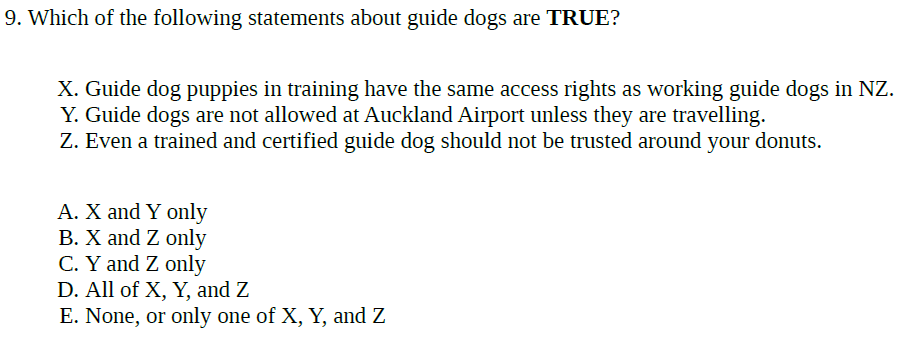 9. Which of the following statements about guide dogs are TRUE?
X. Guide dog puppies in training have the same access rights as working guide dogs in NZ.
Y. Guide dogs are not allowed at Auckland Airport unless they are travelling.
Z. Even a trained and certified guide dog should not be trusted around your donuts.
A. X and Y only
B. X and Z only
C. Y and Z only
D. All of X, Y, and Z
E. None, or only one of X, Y, and Z